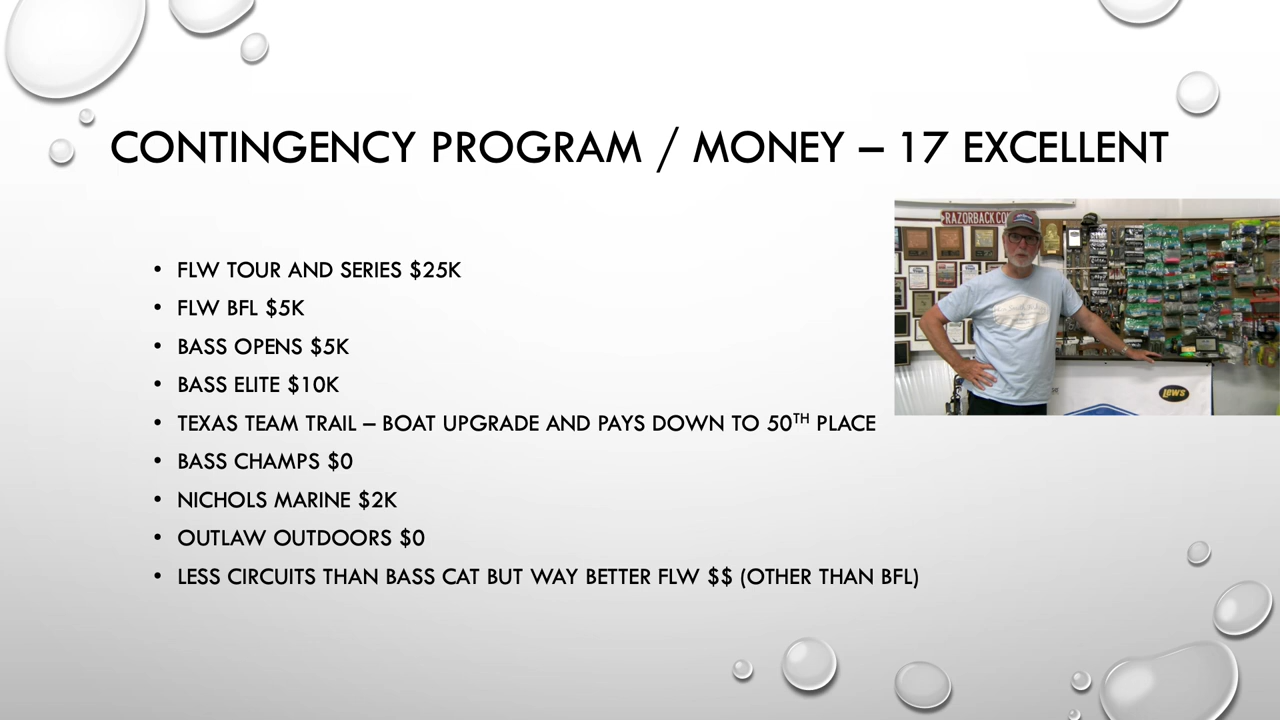 CONTINGENCY PROGRAM / MONEY – 17 EXCELLENT
RAZORBACK CO
• FLW TOUR AND SERIES $25K
• FLW BFL $5K
• BASS OPENS $5K
• BASS ELITE $10K
• TEXAS TEAM TRAIL – BOAT UPGRADE AND PAYS DOWN TO 50TH PLACE
• BASS CHAMPS $0
• NICHOLS MARINE $2K
• OUTLAW OUTDOORS $0
• LESS CIRCUITS THAN BASS CAT BUT WAY BETTER FLW $$ (OTHER THAN BFL)
Lew's